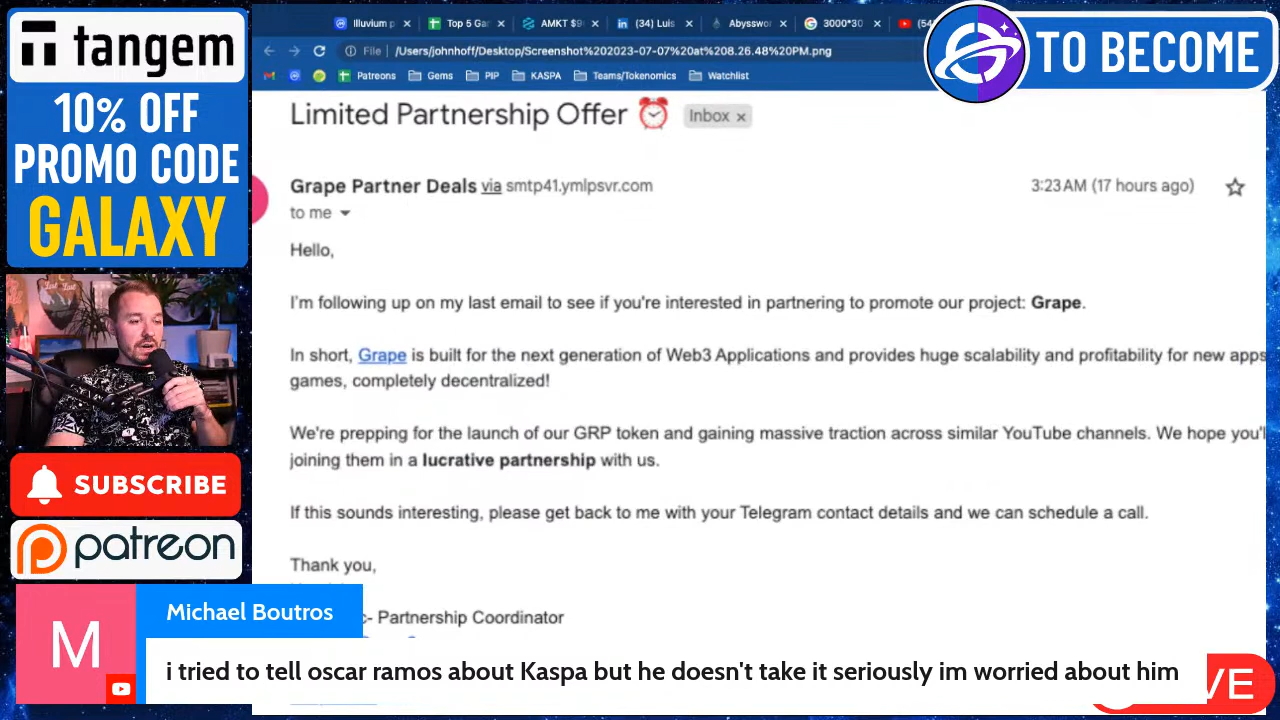 tangem
10% OFF
PROMO CODE
GALAXY
illuvium p
Top 5 Ga
AMKT $9
(34) Luis
Abysswo
3000*30
(54
File
/Users/johnhoff/Desktop/Screenshot%202023-07-07%20at%208.26.48%20PM.png
Patreons
Gems
PIP
KASPA
Teams/Tokenomics
Watchlist
TO BECOME
Limited Partnership Offer ⏰
Inbox ×
Grape Partner Deals via smtp41.ymlpsvr.com
3:23 AM (17 hours ago)
to me
Hello,
I'm following up on my last email to see if you're interested in partnering to promote our project: Grape.
In short, Grape is built for the next generation of Web3 Applications and provides huge scalability and profitability for new apps
games, completely decentralized!
We're prepping for the launch of our GRP token and gaining massive traction across similar YouTube channels. We hope you'l
joining them in a lucrative partnership with us.
If this sounds interesting, please get back to me with your Telegram contact details and we can schedule a call.
Thank you,
c- Partnership Coordinator
SUBSCRIBE
patreon
M
Michael Boutros
i tried to tell oscar ramos about Kaspa but he doesn't take it seriously im worried about him
VE